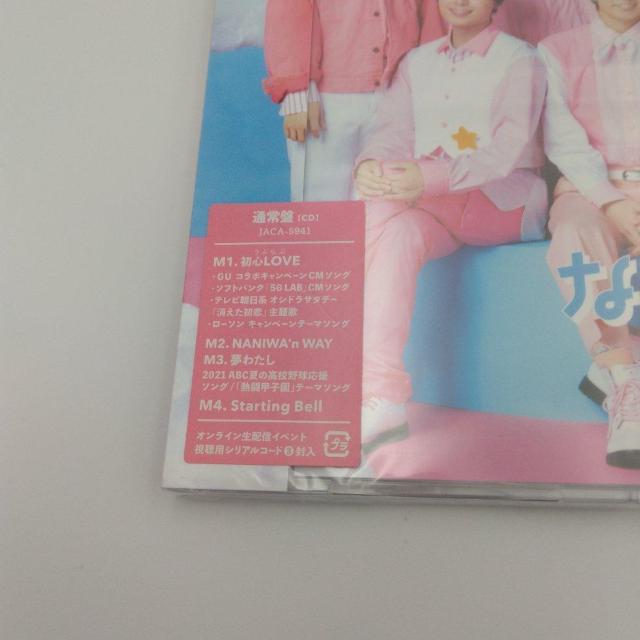 通常盤 [CD]
JACA-5941
うぶらぶ
M1. 初心LOVE
・GU コラボキャンペーンCMソング
・ソフトバンク「5G LAB」CMソング
・テレビ朝日系 オシドラサタデー
「消えた初恋」主題歌
・ローソン キャンペーンテーマソング
M2. NANIWA'n WAY
M3. 夢わたし
2021 ABC夏の高校野球応援
ソング/「熱闘甲子園」テーマソング
M4. Starting Bell
オンライン生配信イベント
視聴用シリアルコード③封入
プラ
な